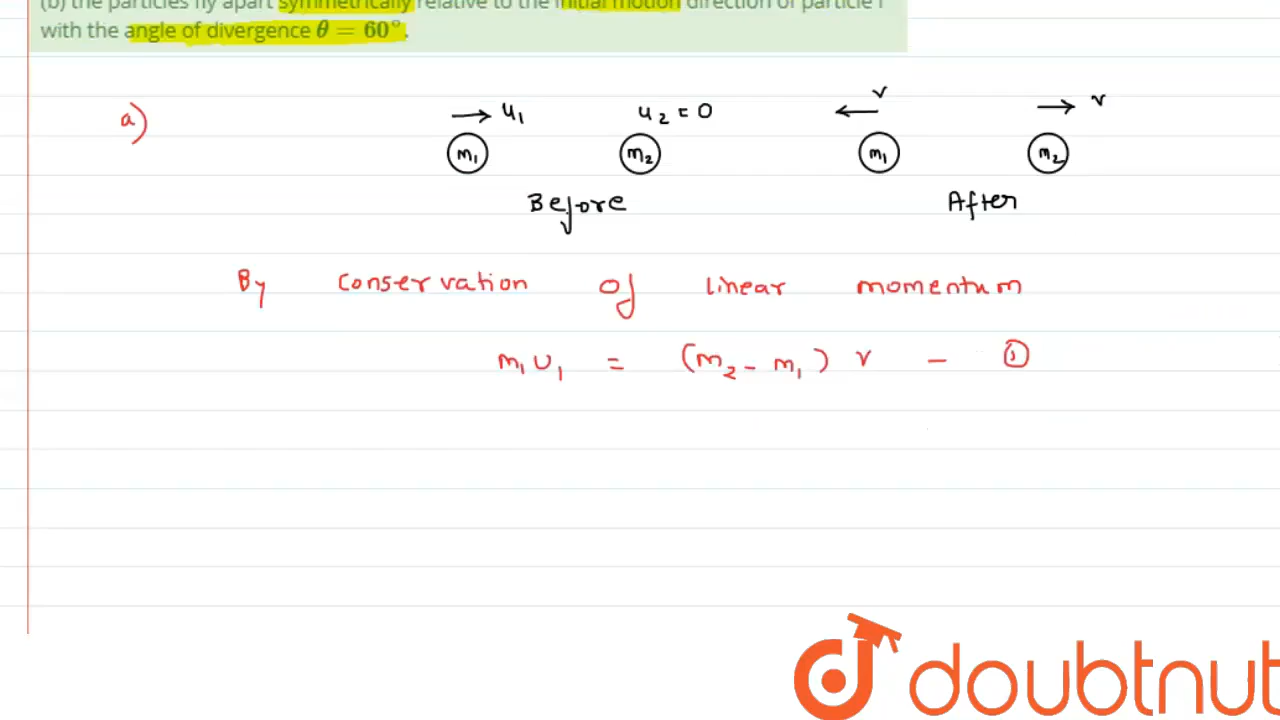 (b) the particles fly apart symmetrically relative to the initial motion direction of particle
with the angle of divergence θ = 60°.
a) → u₁ u₂ = 0 ← v → v
m₁ m₂ m₁ m₂
Before After
By conservation of linear momentum
m₁u₁ = (m₂ - m₁) v - ①
doubtnut